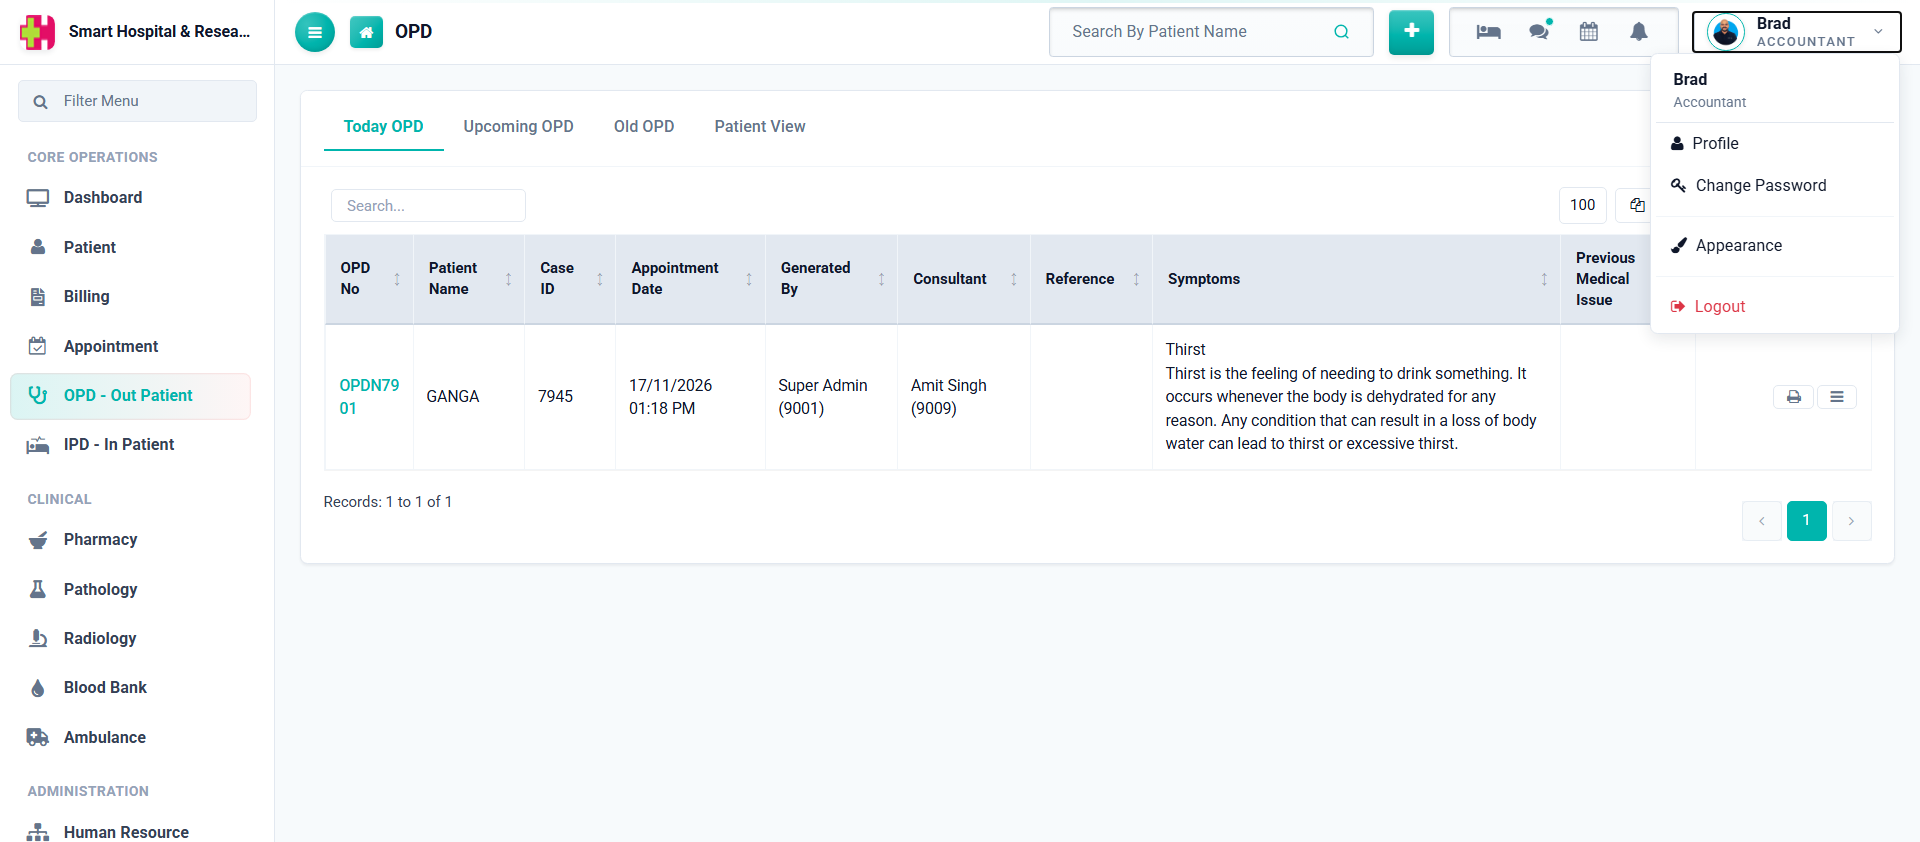 Smart Hospital & Resea...
OPD
Search By Patient Name
Brad
ACCOUNTANT
Filter Menu
CORE OPERATIONS
Dashboard
Patient
Billing
Appointment
OPD - Out Patient
IPD - In Patient
CLINICAL
Pharmacy
Pathology
Radiology
Blood Bank
Ambulance
ADMINISTRATION
Human Resource
Brad
Accountant
Profile
Change Password
Appearance
Logout
Today OPD
Upcoming OPD
Old OPD
Patient View
Search...
100
OPD
No
Patient
Name
Case
ID
Appointment
Date
Generated
By
Consultant
Reference
Symptoms
Previous
Medical
Issue
OPDN79
01
GANGA
7945
17/11/2026
01:18 PM
Super Admin
(9001)
Amit Singh
(9009)
Thirst
Thirst is the feeling of needing to drink something. It
occurs whenever the body is dehydrated for any
reason. Any condition that can result in a loss of body
water can lead to thirst or excessive thirst.
Records: 1 to 1 of 1
1